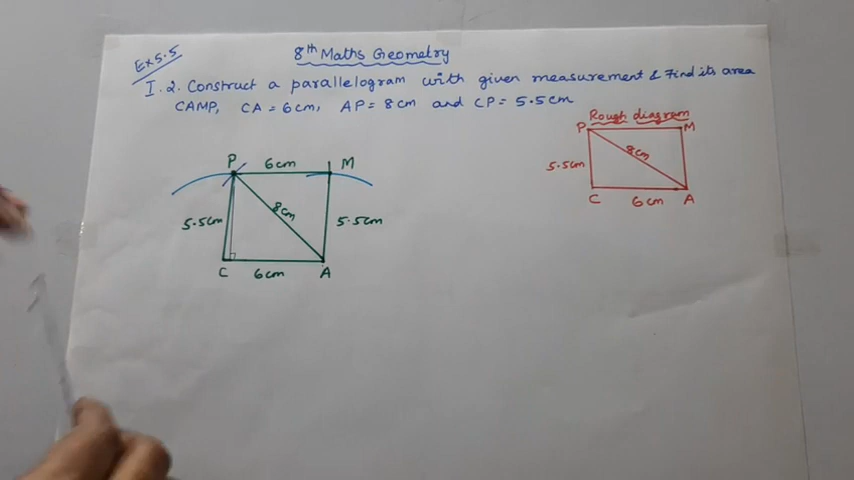 Ex 5.5
8th Maths Geometry
I. 2. Construct a parallelogram with given measurement & Find its area
CAMP, CA = 6cm, AP = 8cm and CP = 5.5cm
Rough diagram
P M
5.5cm 8cm
C 6cm A
P 6cm M
5.5cm 8cm 5.5cm
C 6cm A